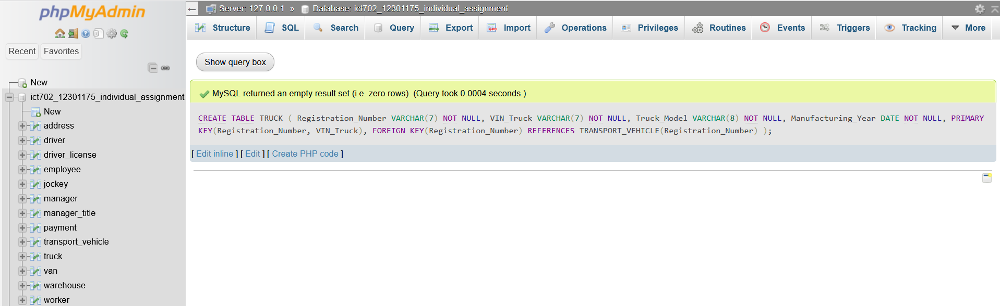 phpMyAdmin
Recent Favorites
New
ict702_12301175_individual_assignment
New
address
driver
driver_license
employee
jockey
manager
manager_title
payment
transport_vehicle
truck
van
warehouse
worker
Server: 127.0.0.1 » Database: ict702_12301175_individual_assignment
Structure SQL Search Query Export Import Operations Privileges Routines Events Triggers Tracking More
Show query box
MySQL returned an empty result set (i.e. zero rows). (Query took 0.0004 seconds.)
CREATE TABLE TRUCK ( Registration_Number VARCHAR(7) NOT NULL, VIN_Truck VARCHAR(7) NOT NULL, Truck_Model VARCHAR(8) NOT NULL, Manufacturing_Year DATE NOT NULL, PRIMARY
KEY(Registration_Number, VIN_Truck), FOREIGN KEY(Registration_Number) REFERENCES TRANSPORT_VEHICLE(Registration_Number) );
[ Edit inline ] [ Edit ] [ Create PHP code ]